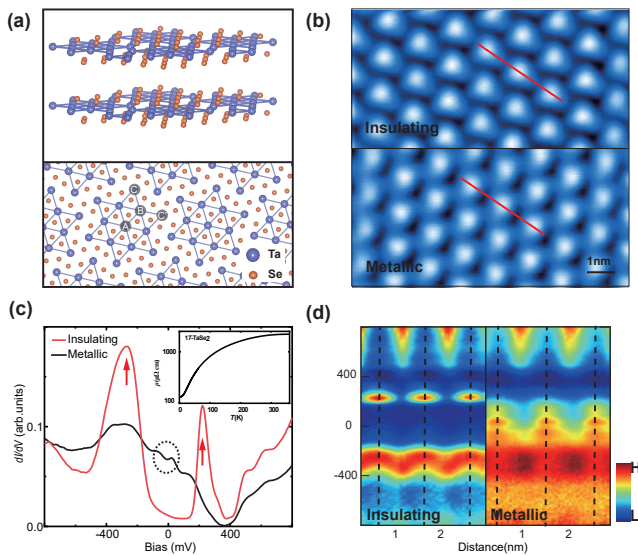 (a)
C
B
A
C
Ta
Se
(b)
Insulating
Metallic
1nm
(c)
Insulating
Metallic
1T-TaSe2
ρ(μΩ cm)
1100
100
0
100
200
300
T(K)
dI/dV (arb.units)
0.1
0.0
-400
0
400
Bias (mV)
(d)
400
0
-400
Insulating
Metallic
1
2
1
2
Distance(nm)
H
L